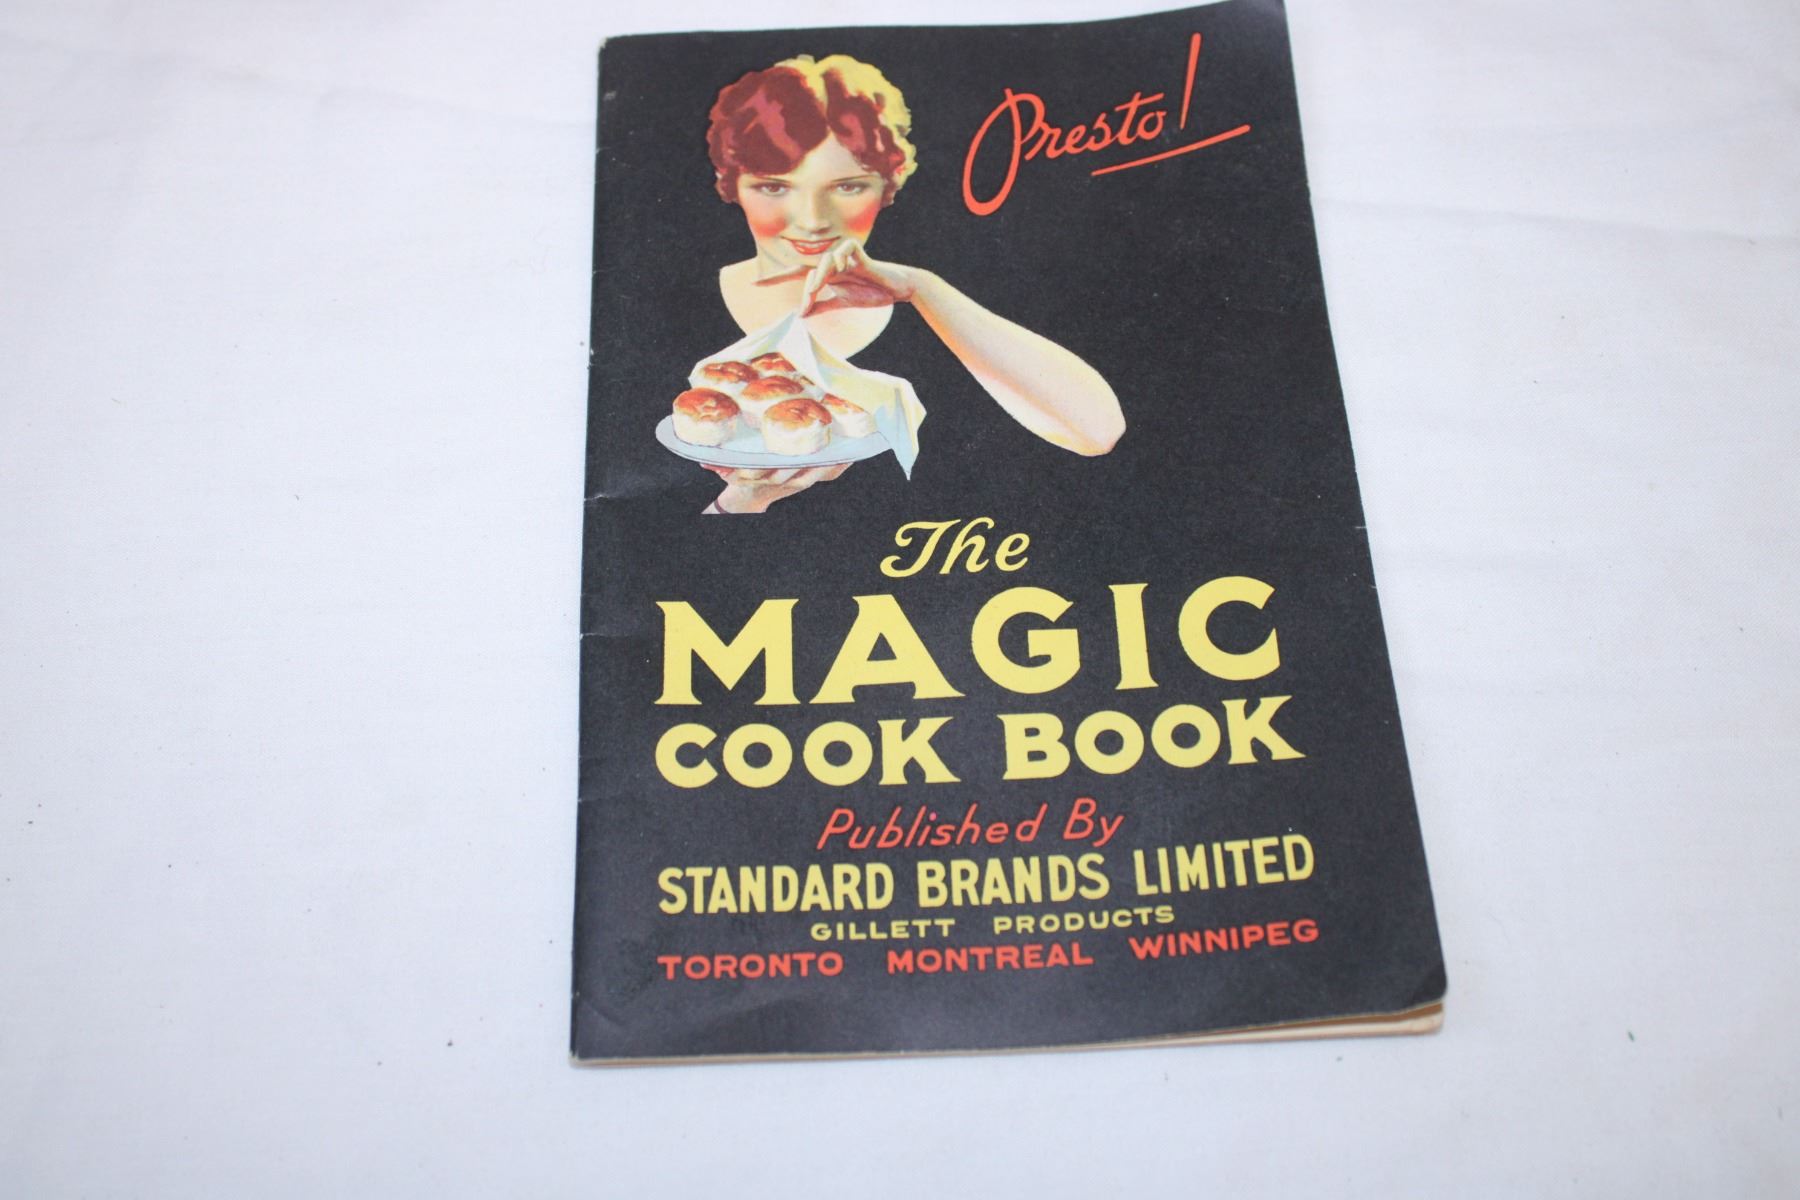 Presto!
The
MAGIC
COOK BOOK
Published By
STANDARD BRANDS LIMITED
GILLETT PRODUCTS
TORONTO MONTREAL WINNIPEG